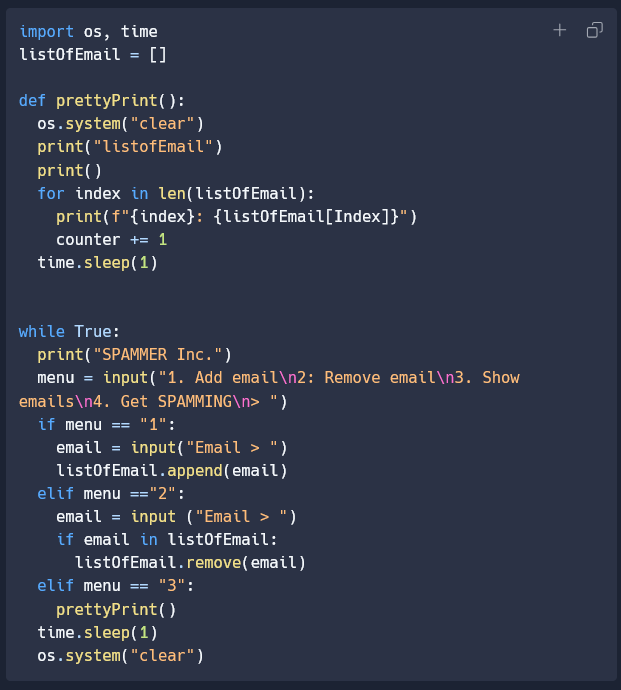 import os, time
listOfEmail = []
def prettyPrint():
  os.system("clear")
  print("listofEmail")
  print()
  for index in len(listOfEmail):
    print(f"{index}: {listOfEmail[Index]}")
    counter += 1
  time.sleep(1)
while True:
  print("SPAMMER Inc.")
  menu = input("1. Add email\n2: Remove email\n3. Show
emails\n4. Get SPAMMING\n> ")
  if menu == "1":
    email = input("Email > ")
    listOfEmail.append(email)
  elif menu =="2":
    email = input ("Email > ")
    if email in listOfEmail:
      listOfEmail.remove(email)
  elif menu == "3":
    prettyPrint()
  time.sleep(1)
  os.system("clear")